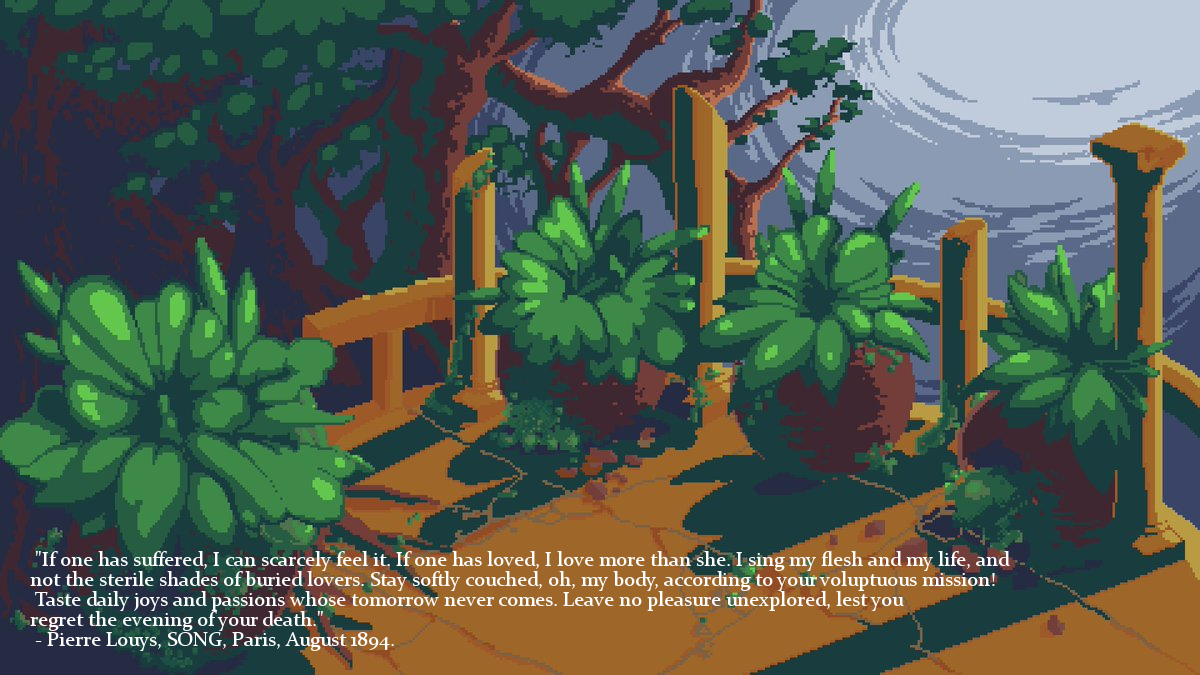 "If one has suffered, I can scarcely feel it. If one has loved, I love more than she. I sing my flesh and my life, and
not the sterile shades of buried lovers. Stay softly couched, oh, my body, according to your voluptuous mission!
Taste daily joys and passions whose tomorrow never comes. Leave no pleasure unexplored, lest you
regret the evening of your death."
- Pierre Louys, SONG, Paris, August 1894.